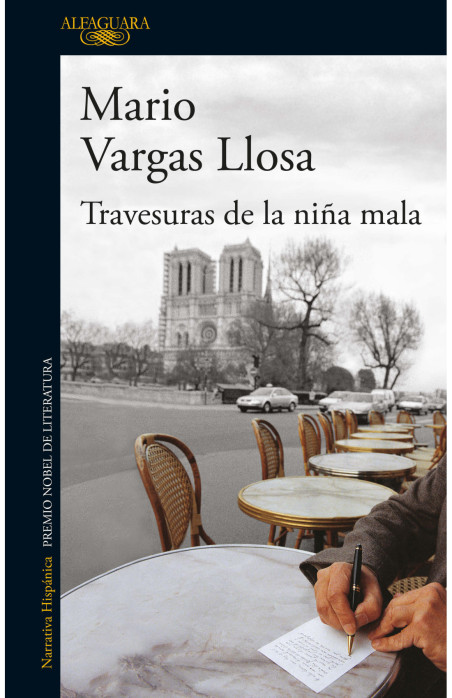 ALFAGUARA
Mario
Vargas Llosa
Travesuras de la niña mala
Narrativa Hispánica PREMIO NOBEL DE LITERATURA